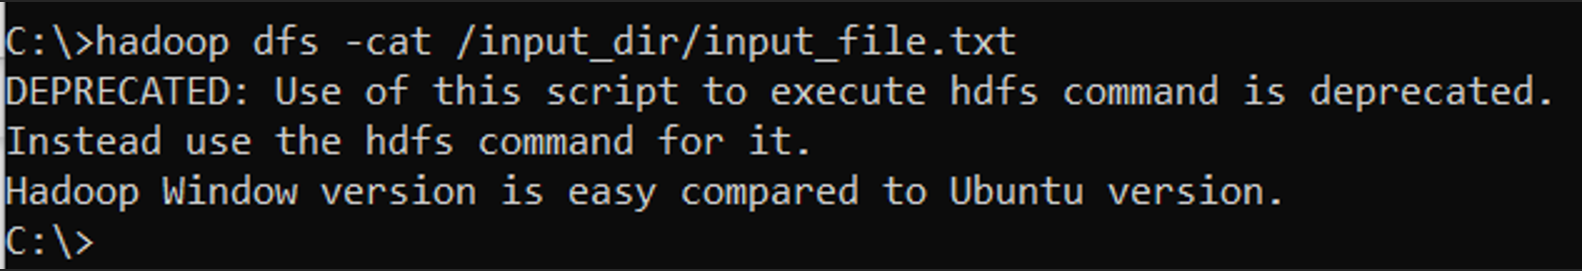 C:\>hadoop dfs -cat /input_dir/input_file.txt
DEPRECATED: Use of this script to execute hdfs command is deprecated.
Instead use the hdfs command for it.
Hadoop Window version is easy compared to Ubuntu version.
C:\>